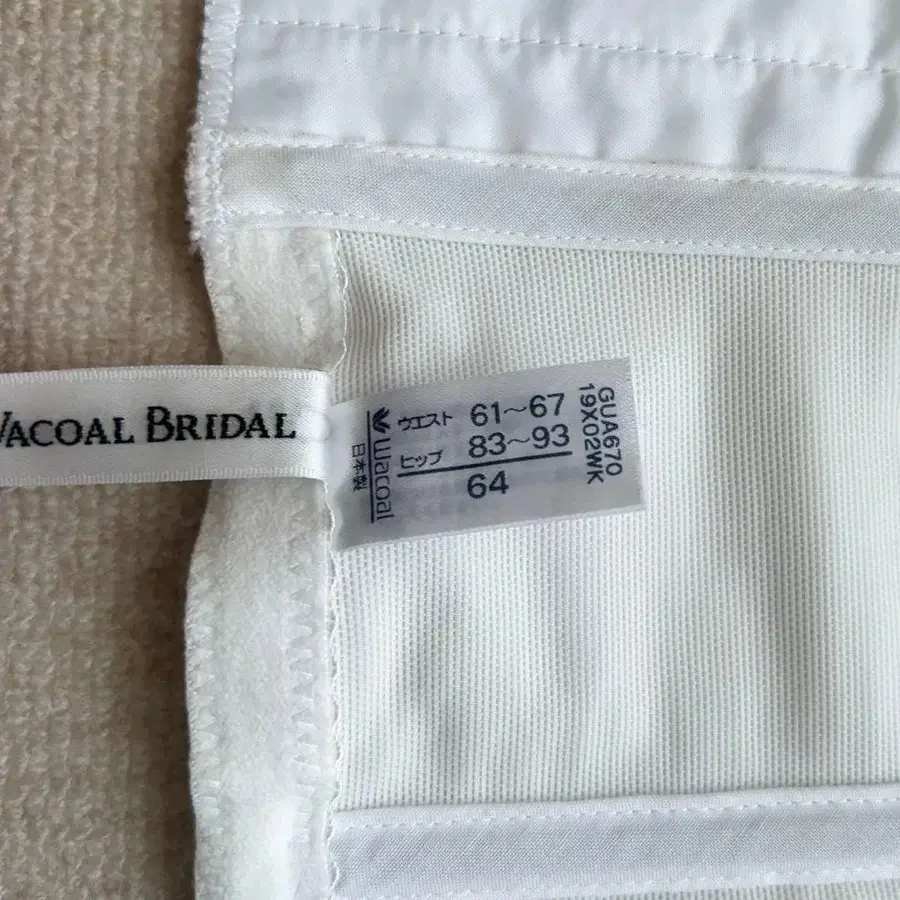 WACOAL BRIDAL
日本製
wacoal
ウエスト 61〜67
ヒップ 83〜93
64
GUA670
19X02WK